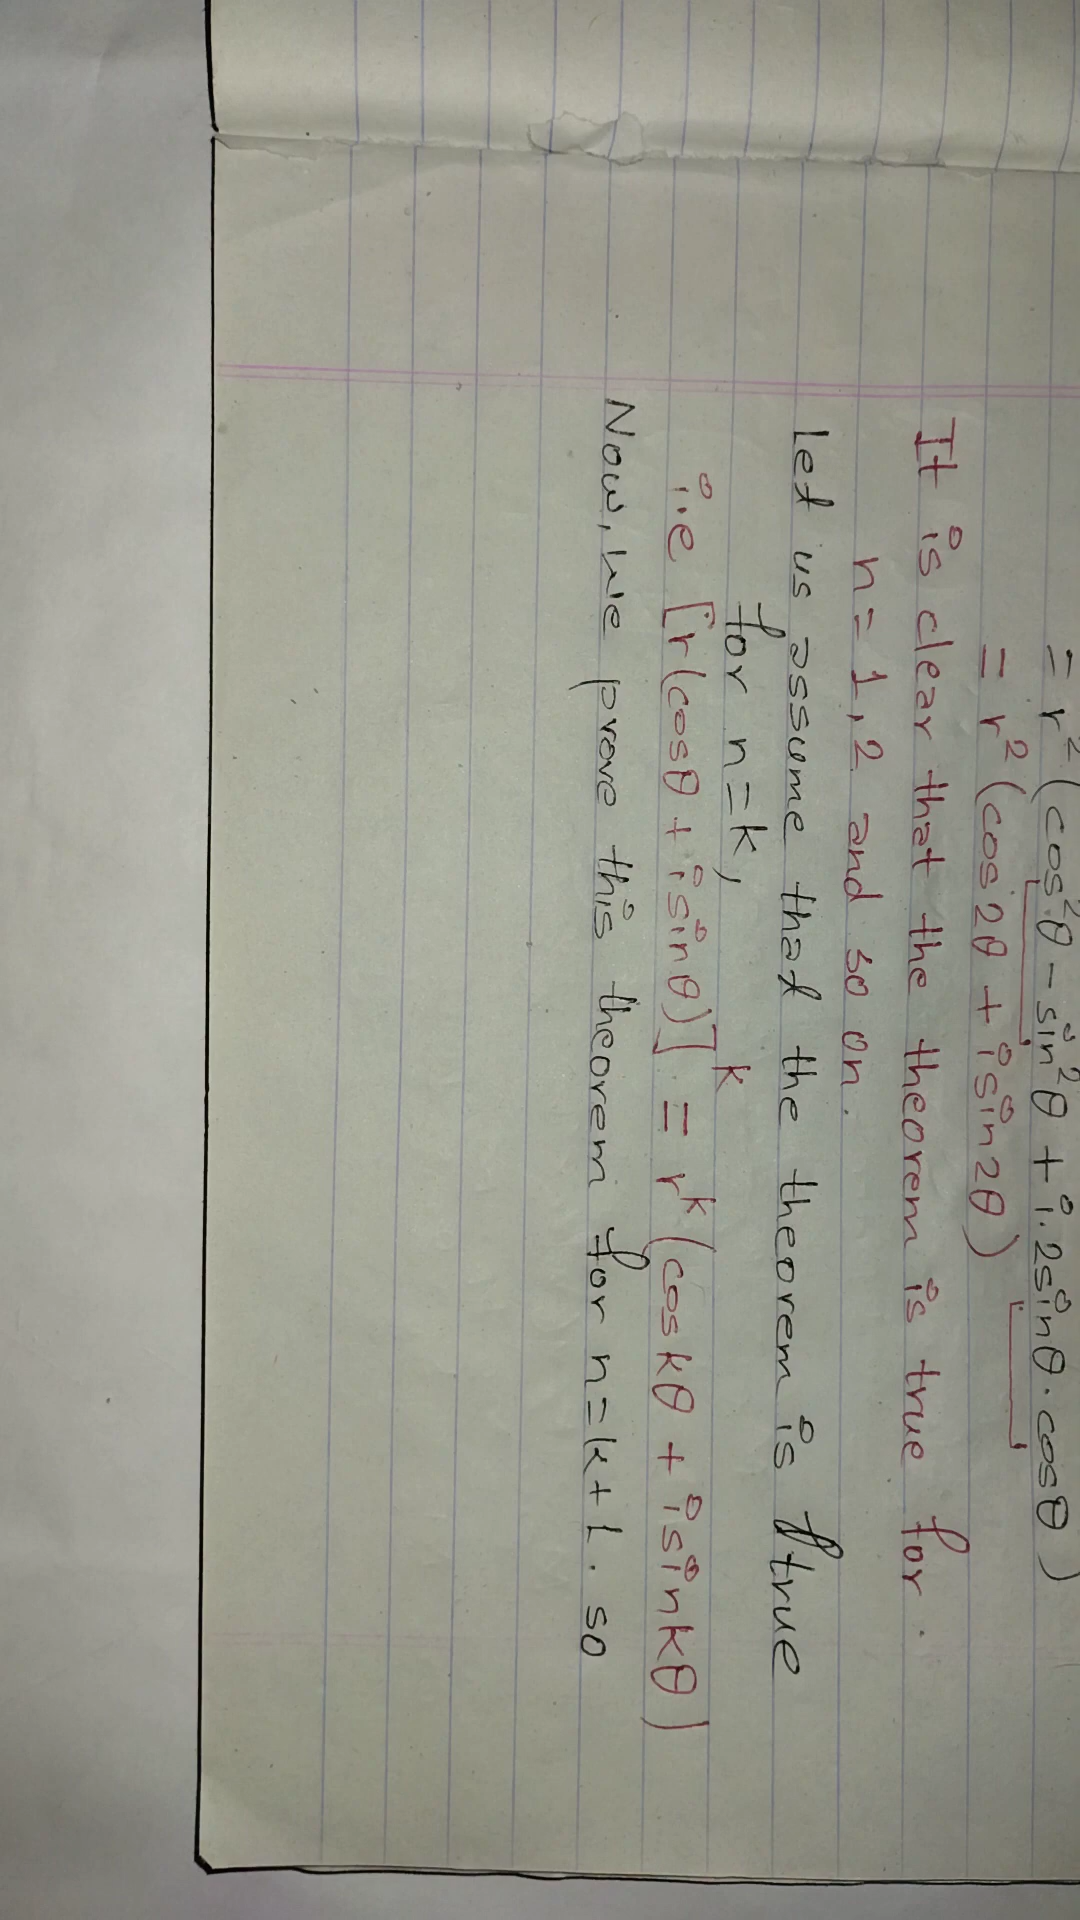 = r² (cos²θ - sin²θ + i.2sinθ.cosθ)
= r² (cos2θ + isin2θ)
It is clear that the theorem is true for.
n = 1,2 and so on.
let us assume that the theorem is true
for n=k,
i.e [r(cosθ + isinθ)]ᵏ = rᵏ(coskθ + isinkθ)
Now, we prove this theorem for n=k+1. so